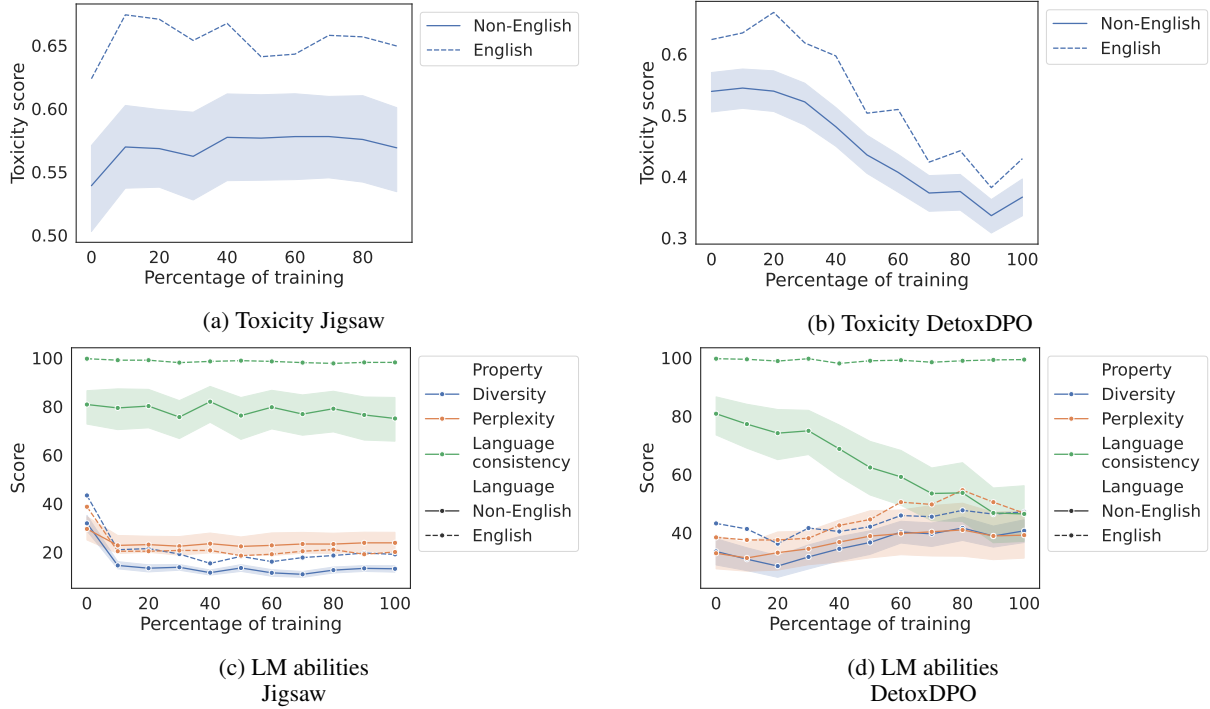 Toxicity score
0.65
0.60
0.55
0.50
0 20 40 60 80
Percentage of training
Non-English
English
(a) Toxicity Jigsaw
Toxicity score
0.6
0.5
0.4
0.3
0 20 40 60 80 100
Percentage of training
Non-English
English
(b) Toxicity DetoxDPO
Score
100
80
60
40
20
0 20 40 60 80 100
Percentage of training
Property
Diversity
Perplexity
Language
consistency
Language
Non-English
English
(c) LM abilities
Jigsaw
Score
100
80
60
40
0 20 40 60 80 100
Percentage of training
Property
Diversity
Perplexity
Language
consistency
Language
Non-English
English
(d) LM abilities
DetoxDPO